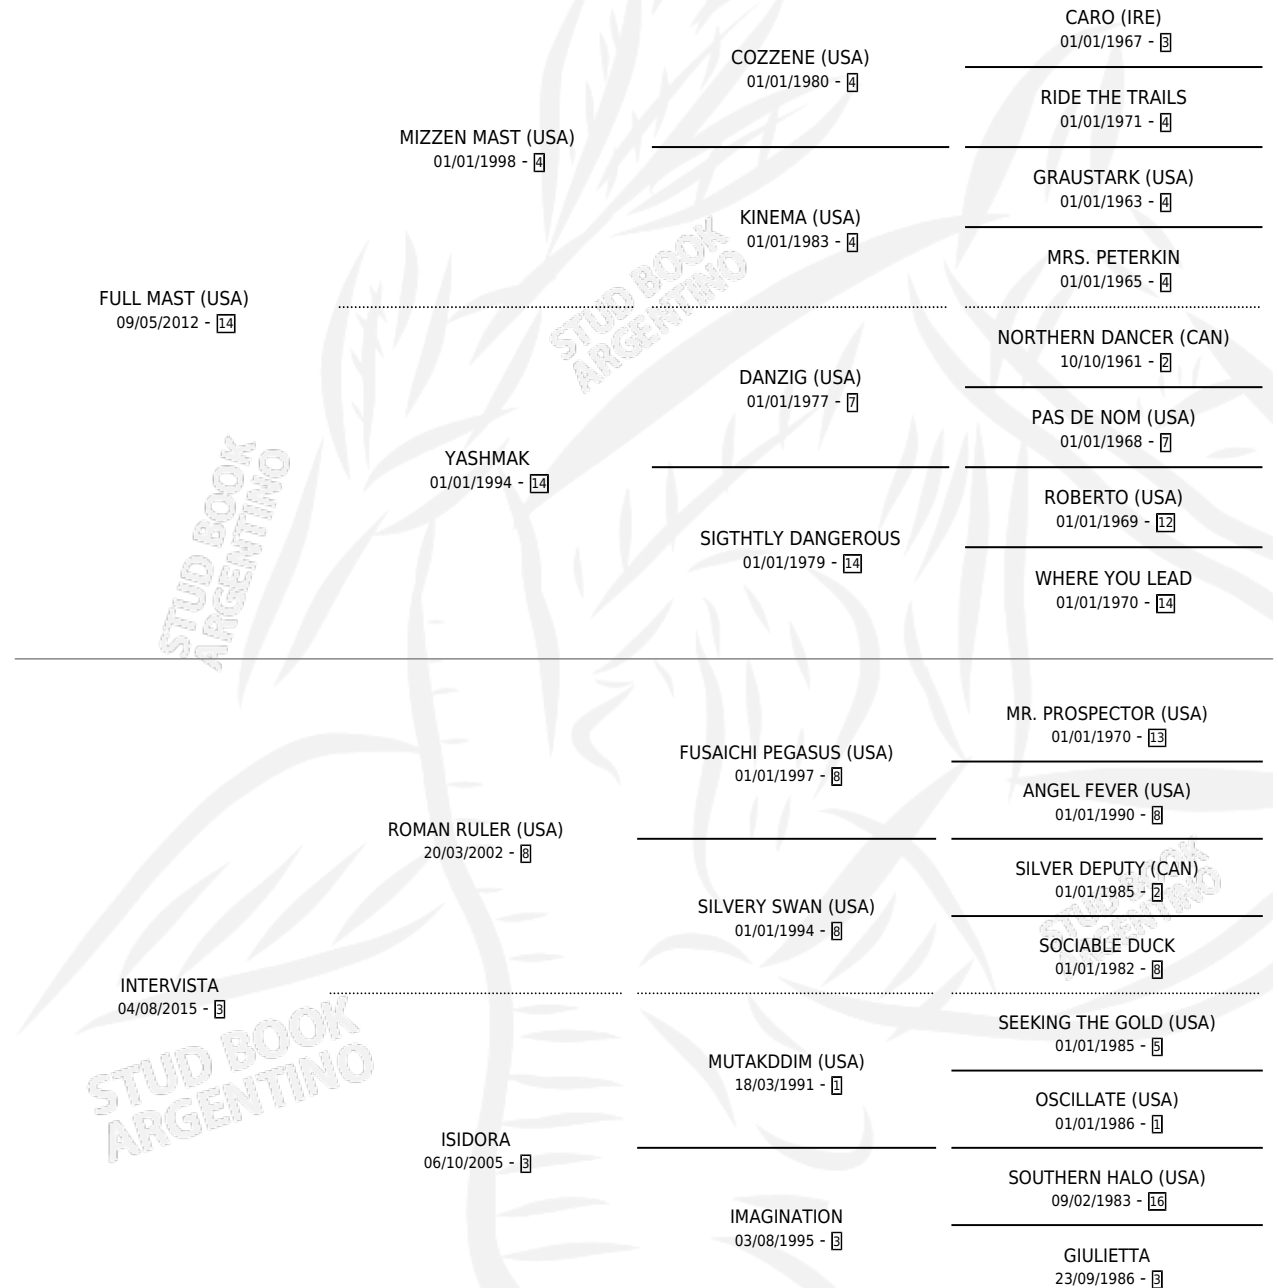 CARO (IRE)
01/01/1967 - 3
COZZENE (USA)
01/01/1980 - 4
RIDE THE TRAILS
01/01/1971 - 4
MIZZEN MAST (USA)
01/01/1998 - 4
GRAUSTARK (USA)
01/01/1963 - 4
KINEMA (USA)
01/01/1983 - 4
MRS. PETERKIN
01/01/1965 - 4
FULL MAST (USA)
09/05/2012 - 14
NORTHERN DANCER (CAN)
10/10/1961 - 2
DANZIG (USA)
01/01/1977 - 7
PAS DE NOM (USA)
01/01/1968 - 7
YASHMAK
01/01/1994 - 14
ROBERTO (USA)
01/01/1969 - 12
SIGTHTLY DANGEROUS
01/01/1979 - 14
WHERE YOU LEAD
01/01/1970 - 14
MR. PROSPECTOR (USA)
01/01/1970 - 13
FUSAICHI PEGASUS (USA)
01/01/1997 - 8
ANGEL FEVER (USA)
01/01/1990 - 8
ROMAN RULER (USA)
20/03/2002 - 8
SILVER DEPUTY (CAN)
01/01/1985 - 2
SILVERY SWAN (USA)
01/01/1994 - 8
SOCIABLE DUCK
01/01/1982 - 8
INTERVISTA
04/08/2015 - 3
SEEKING THE GOLD (USA)
01/01/1985 - 5
MUTAKDDIM (USA)
18/03/1991 - 1
OSCILLATE (USA)
01/01/1986 - 1
ISIDORA
06/10/2005 - 3
SOUTHERN HALO (USA)
09/02/1983 - 16
IMAGINATION
03/08/1995 - 3
GIULIETTA
23/09/1986 - 3
STUD BOOK
ARGENTINO
STUD BOOK
ARGENTINO
STUD BOOK
ARGENTINO
STUD BOOK
ARGENTINO